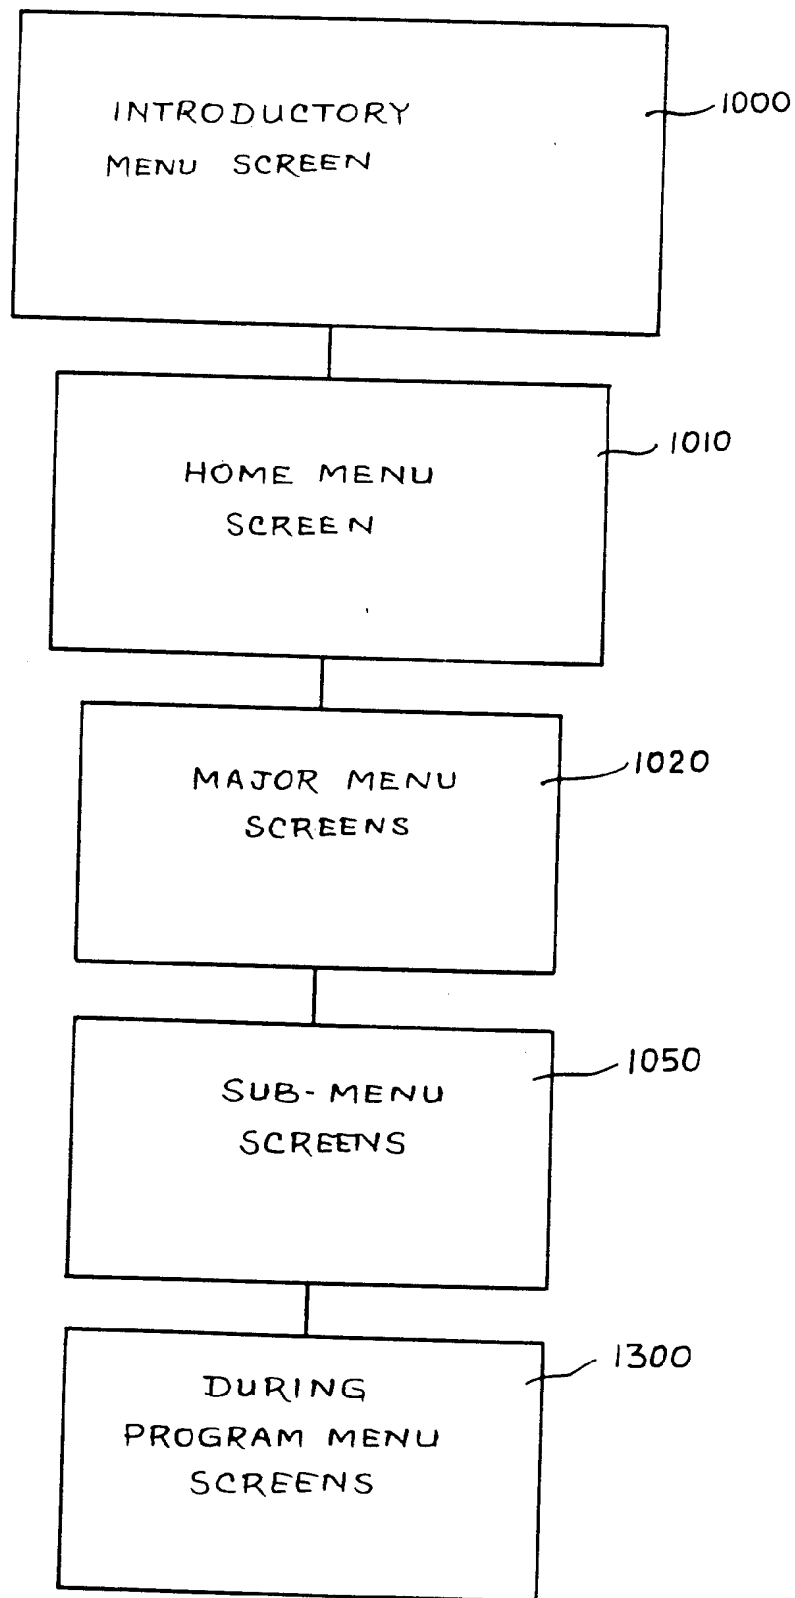 INTRODUCTORY
MENU SCREEN
1000
HOME MENU
SCREEN
1010
MAJOR MENU
SCREENS
1020
SUB-MENU
SCREENS
1050
DURING
PROGRAM MENU
SCREENS
1300